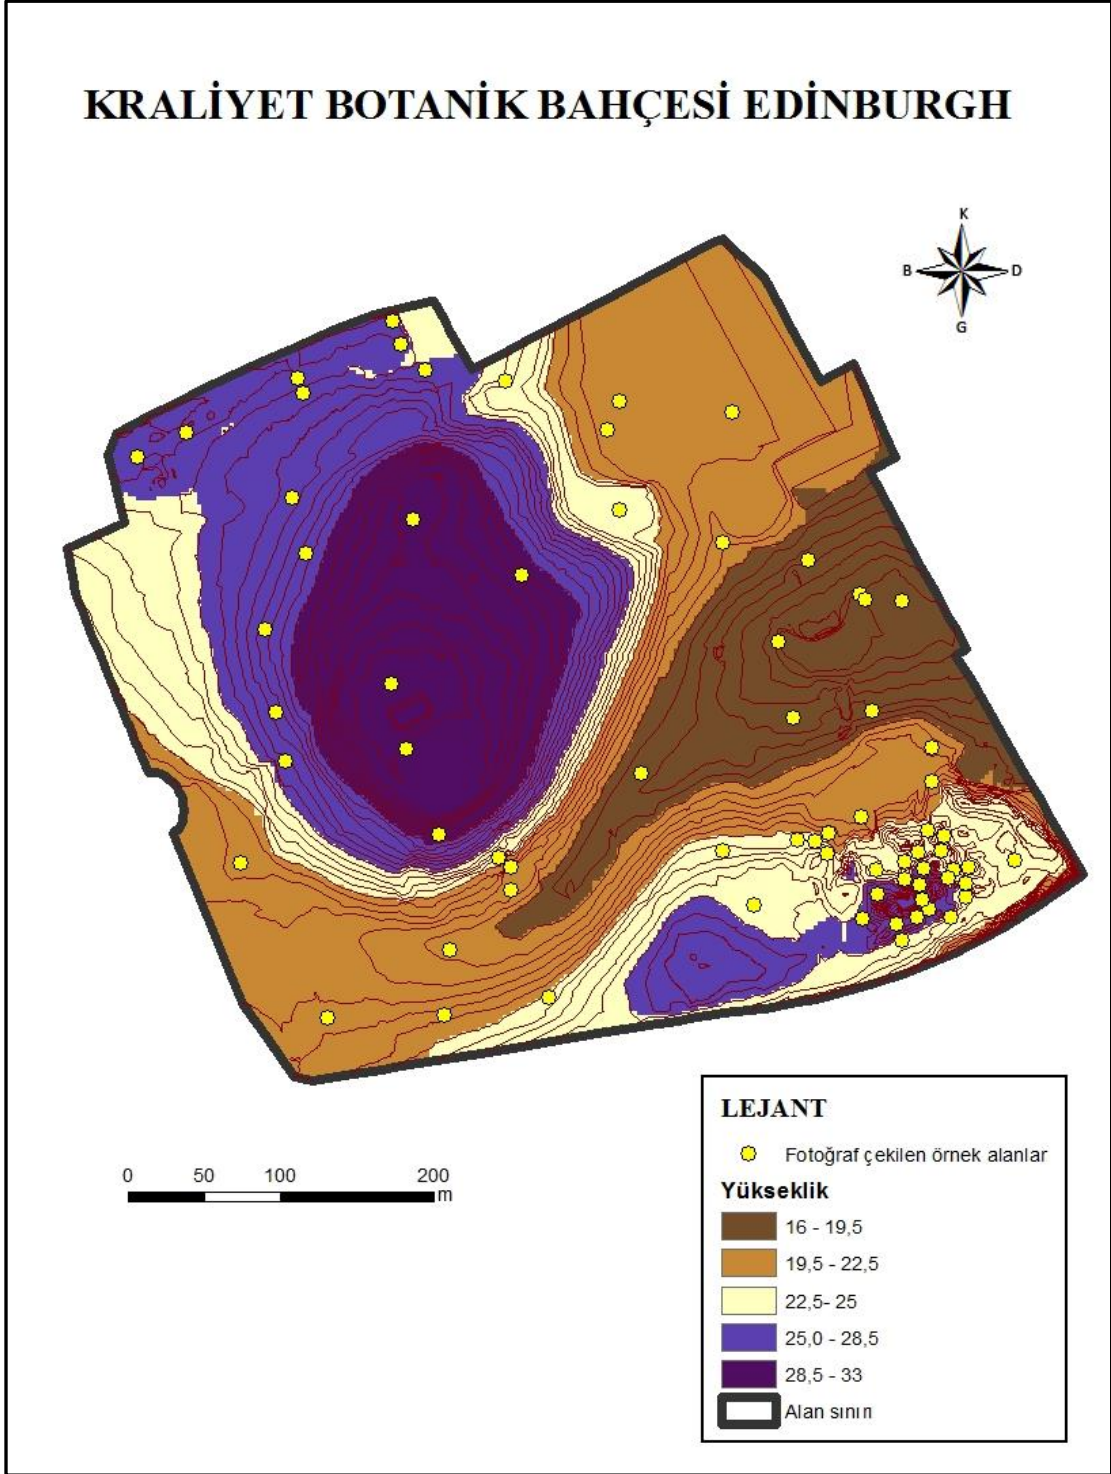 KRALİYET BOTANİK BAHÇESİ EDİNBURGH
K
B D
G
LEJANT
Fotoğraf çekilen örnek alanlar
Yükseklik
16 - 19,5
19,5 - 22,5
22,5- 25
25,0 - 28,5
28,5 - 33
Alan sınırı
0 50 100 200
m